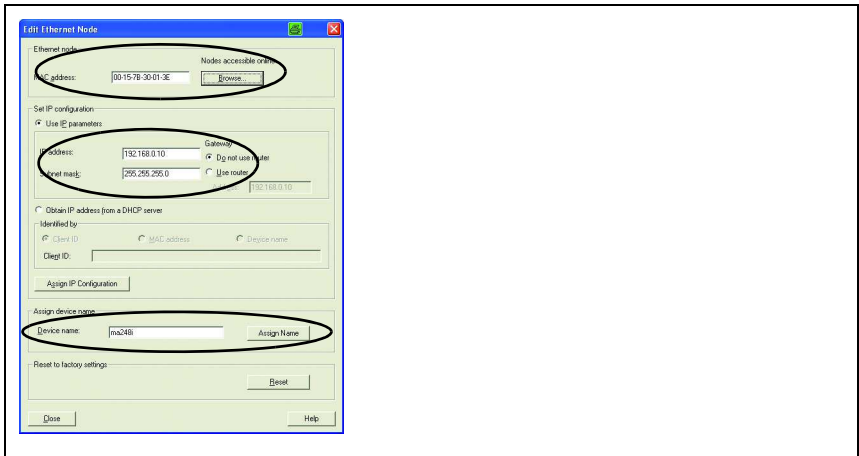 Edit Ethernet Node
Ethernet node
Nodes accessible online
MAC address: 00-15-7B-30-01-3E Browse...
Set IP configuration
Use IP parameters
IP address: 192.168.0.10
Gateway
Do not use router
Subnet mask: 255.255.255.0 Use router
Address: 192.168.0.10
Obtain IP address from a DHCP server
Identified by
Client ID MAC address Device name
Client ID:
Assign IP Configuration
Assign device name
Device name: ma248i Assign Name
Reset to factory settings
Reset
Close Help